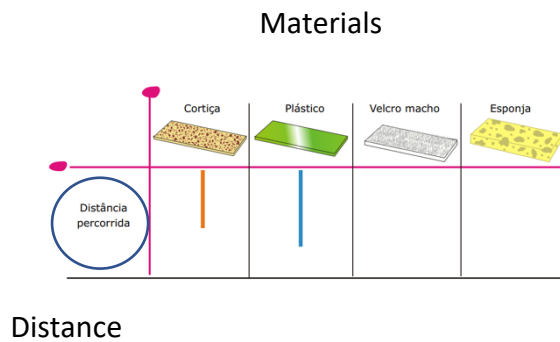 Materials
Cortiça
Plástico
Velcro macho
Esponja
Distância
percorrida
Distance